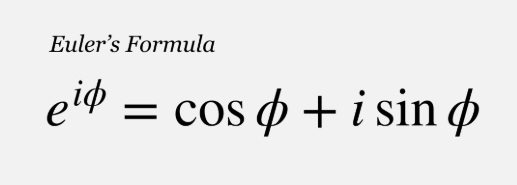 Euler’s Formula
e^{iϕ} = cos ϕ + i sin ϕ